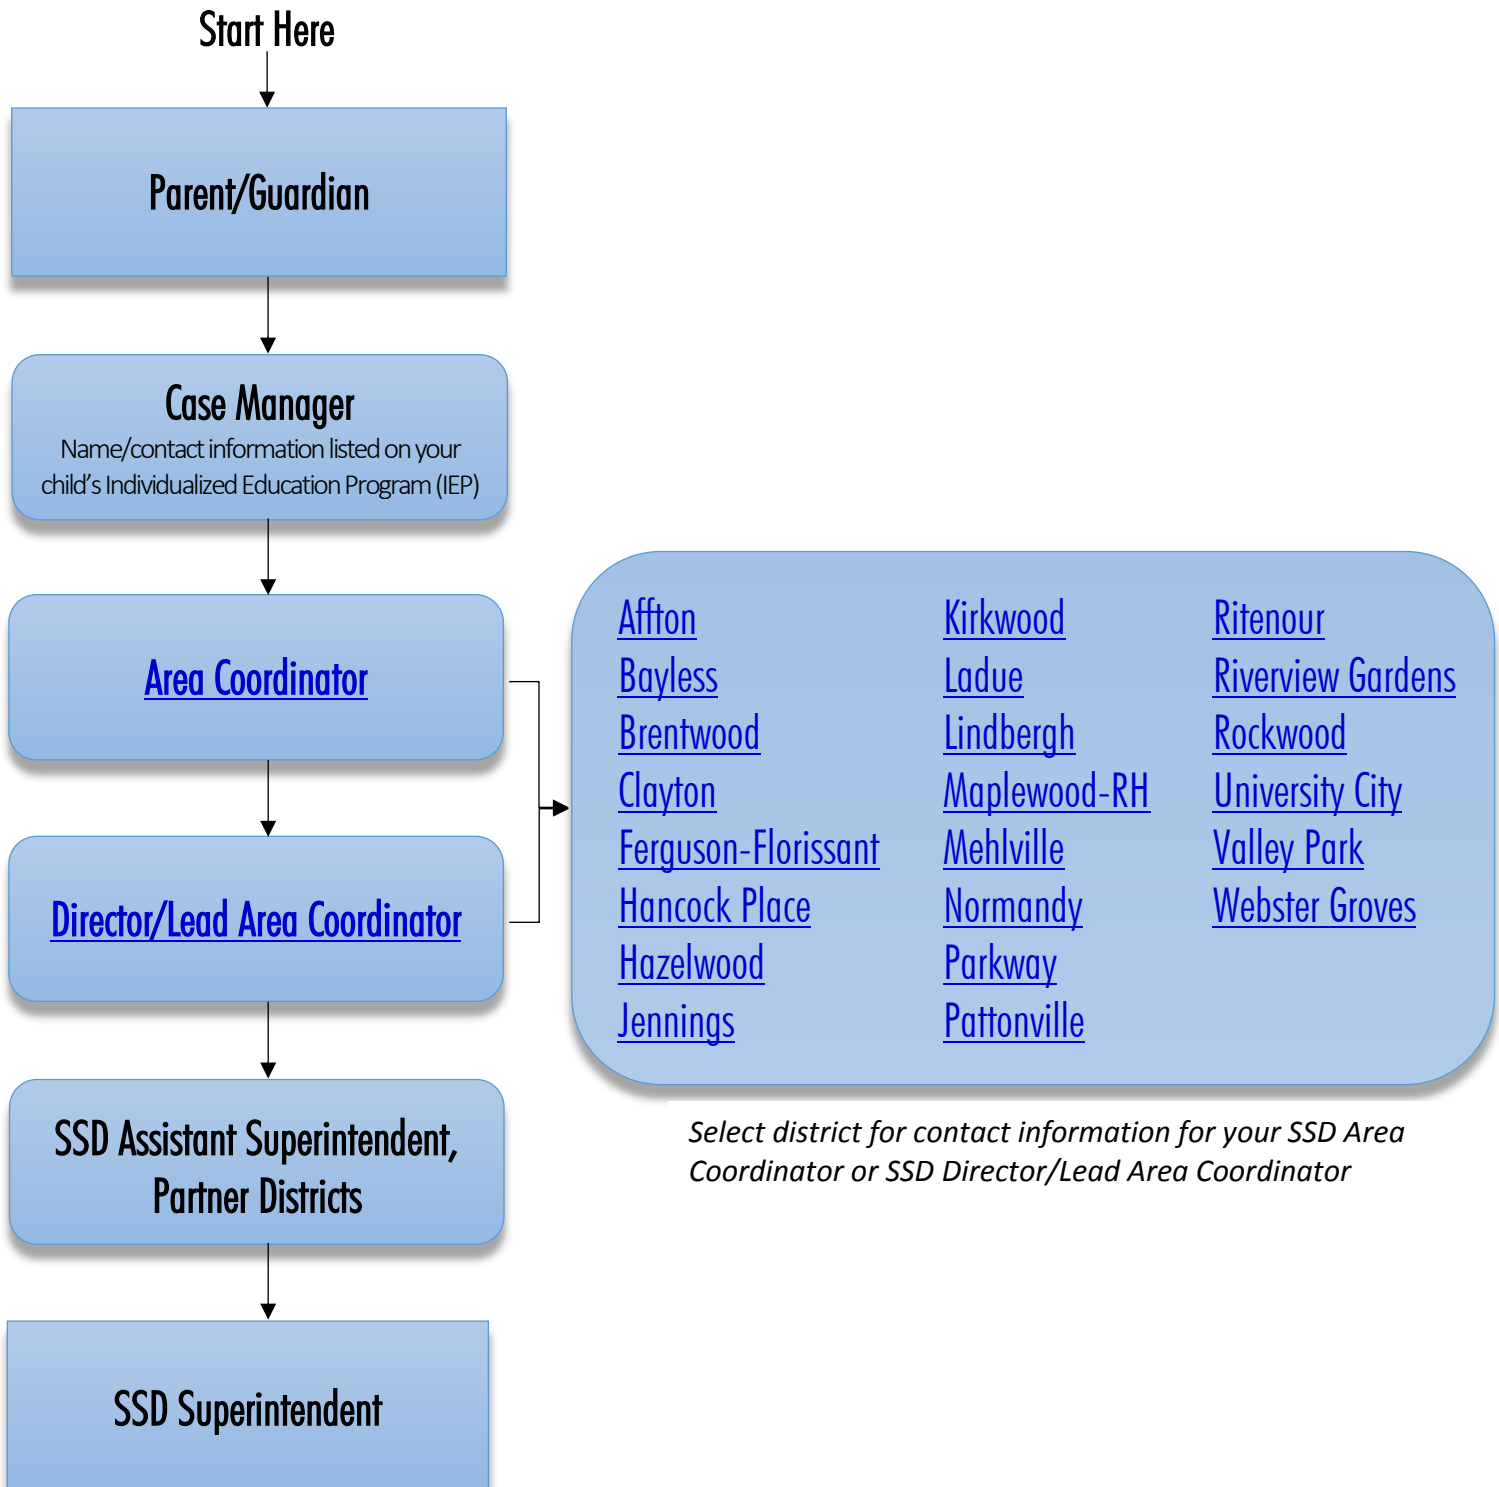 Start Here
Parent/Guardian
Case Manager
Name/contact information listed on your
child's Individualized Education Program (IEP)
Area Coordinator
Director/Lead Area Coordinator
SSD Assistant Superintendent,
Partner Districts
SSD Superintendent
Affton
Bayless
Brentwood
Clayton
Ferguson-Florissant
Hancock Place
Hazelwood
Jennings
Kirkwood
Ladue
Lindbergh
Maplewood-RH
Mehlville
Normandy
Parkway
Pattonville
Ritenour
Riverview Gardens
Rockwood
University City
Valley Park
Webster Groves
Select district for contact information for your SSD Area
Coordinator or SSD Director/Lead Area Coordinator